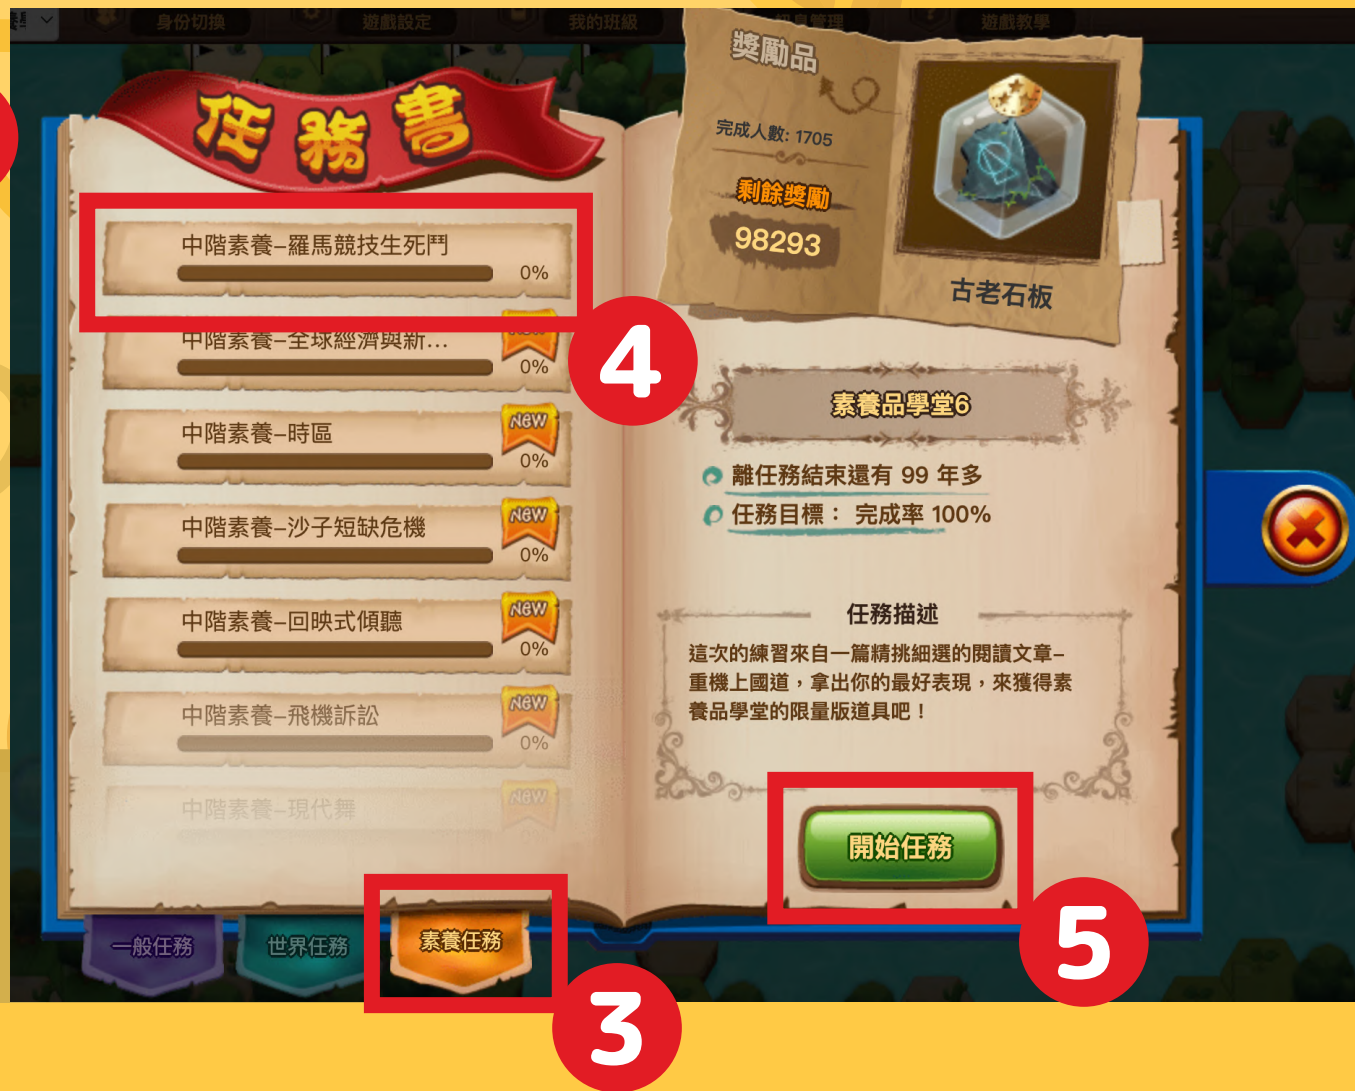 身份切換
遊戲設定
我的班級
訊息管理
遊戲教學
任務書
中階素養-羅馬競技生死鬥
0%
中階素養-全球經濟與新...
0%
中階素養-時區
NEW
0%
中階素養-沙子短缺危機
NEW
0%
中階素養-回映式傾聽
NEW
0%
中階素養-飛機訴訟
NEW
0%
中階素養-現代舞
NEW
一般任務
世界任務
素養任務
3
4
獎勵品
完成人數: 1705
剩餘獎勵
98293
古老石板
素養品學堂6
離任務結束還有 99 年多
任務目標： 完成率 100%
任務描述
這次的練習來自一篇精挑細選的閱讀文章-
重機上國道，拿出你的最好表現，來獲得素
養品學堂的限量版道具吧！
開始任務
5